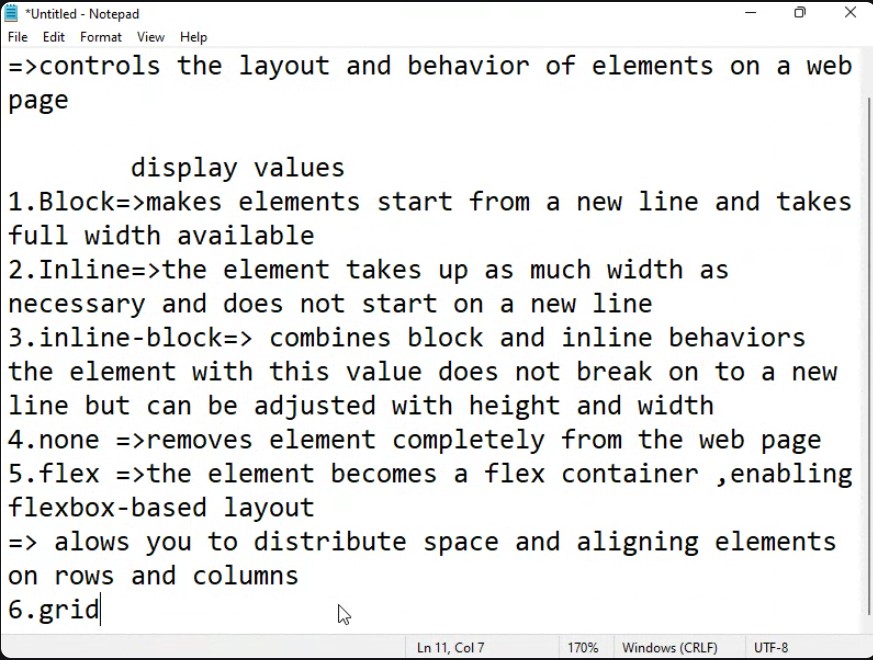 *Untitled - Notepad
File Edit Format View Help
=>controls the layout and behavior of elements on a web
page
display values
1.Block=>makes elements start from a new line and takes
full width available
2.Inline=>the element takes up as much width as
necessary and does not start on a new line
3.inline-block=> combines block and inline behaviors
the element with this value does not break on to a new
line but can be adjusted with height and width
4.none =>removes element completely from the web page
5.flex =>the element becomes a flex container ,enabling
flexbox-based layout
=> alows you to distribute space and aligning elements
on rows and columns
6.grid
Ln 11, Col 7 170% Windows (CRLF) UTF-8